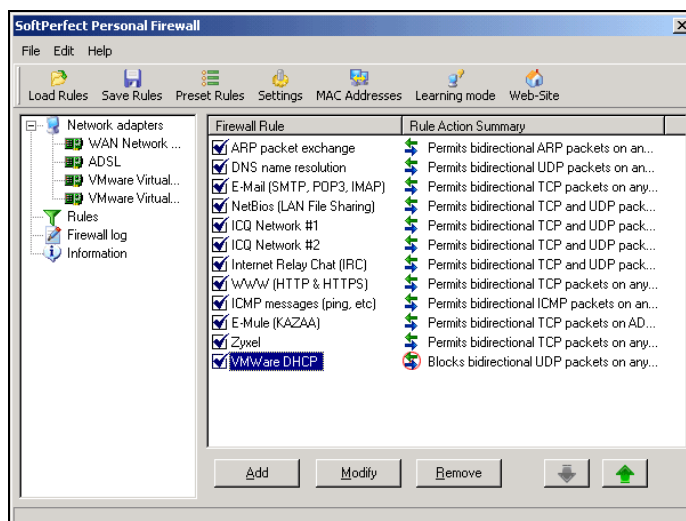 SoftPerfect Personal Firewall
File Edit Help
Load Rules Save Rules Preset Rules Settings MAC Addresses Learning mode Web-Site
Network adapters
WAN Network ...
ADSL
VMware Virtual...
VMware Virtual...
Rules
Firewall log
Information
Firewall Rule Rule Action Summary
ARP packet exchange Permits bidirectional ARP packets on an...
DNS name resolution Permits bidirectional UDP packets on an...
E-Mail (SMTP, POP3, IMAP) Permits bidirectional TCP packets on any...
NetBios (LAN File Sharing) Permits bidirectional TCP and UDP pack...
ICQ Network #1 Permits bidirectional TCP and UDP pack...
ICQ Network #2 Permits bidirectional TCP and UDP pack...
Internet Relay Chat (IRC) Permits bidirectional TCP and UDP pack...
WWW (HTTP & HTTPS) Permits bidirectional TCP packets on any...
ICMP messages (ping, etc) Permits bidirectional ICMP packets on an...
E-Mule (KAZAA) Permits bidirectional TCP packets on AD...
Zyxel Permits bidirectional TCP packets on any...
VMWare DHCP Blocks bidirectional UDP packets on any...
Add Modify Remove